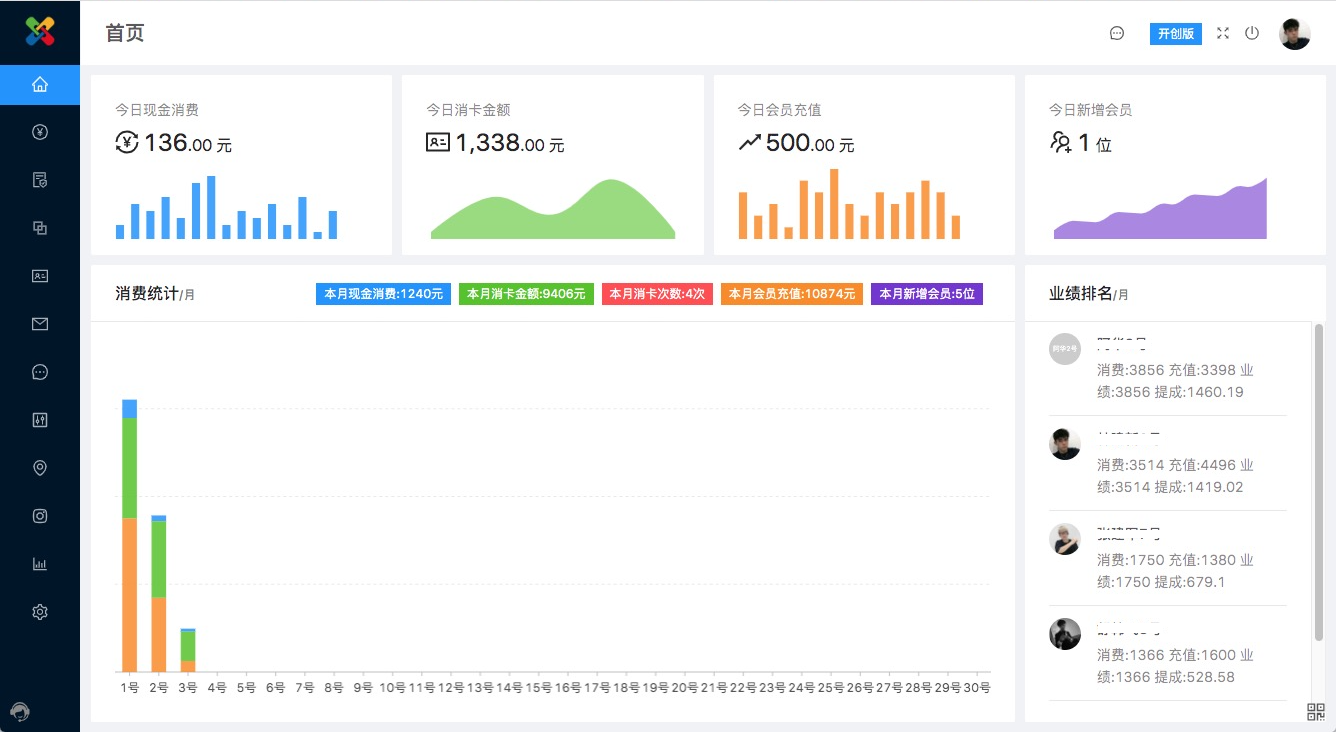 首页
开创版
今日现金消费
136.00 元
今日消卡金额
1,338.00 元
今日会员充值
500.00 元
今日新增会员
1 位
消费统计/月
本月现金消费:1240元
本月消卡金额:9406元
本月消卡次数:4次
本月会员充值:10874元
本月新增会员:5位
1号 2号 3号 4号 5号 6号 7号 8号 9号 10号 11号 12号 13号 14号 15号 16号 17号 18号 19号 20号 21号 22号 23号 24号 25号 26号 27号 28号 29号 30号
业绩排名/月
消费:3856 充值:3398 业
绩:3856 提成:1460.19
消费:3514 充值:4496 业
绩:3514 提成:1419.02
消费:1750 充值:1380 业
绩:1750 提成:679.1
消费:1366 充值:1600 业
绩:1366 提成:528.58